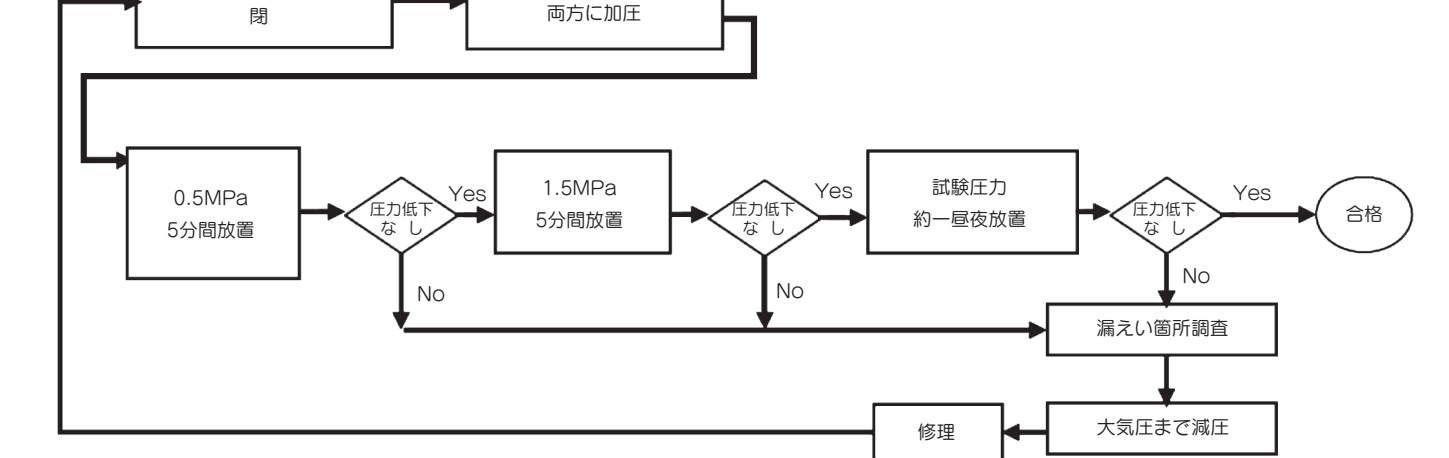 閉
両方に加圧
0.5MPa
5分間放置
圧力低下
な し
Yes
1.5MPa
5分間放置
圧力低下
な し
Yes
試験圧力
約一昼夜放置
圧力低下
な し
Yes
合格
No
No
No
漏えい箇所調査
大気圧まで減圧
修理